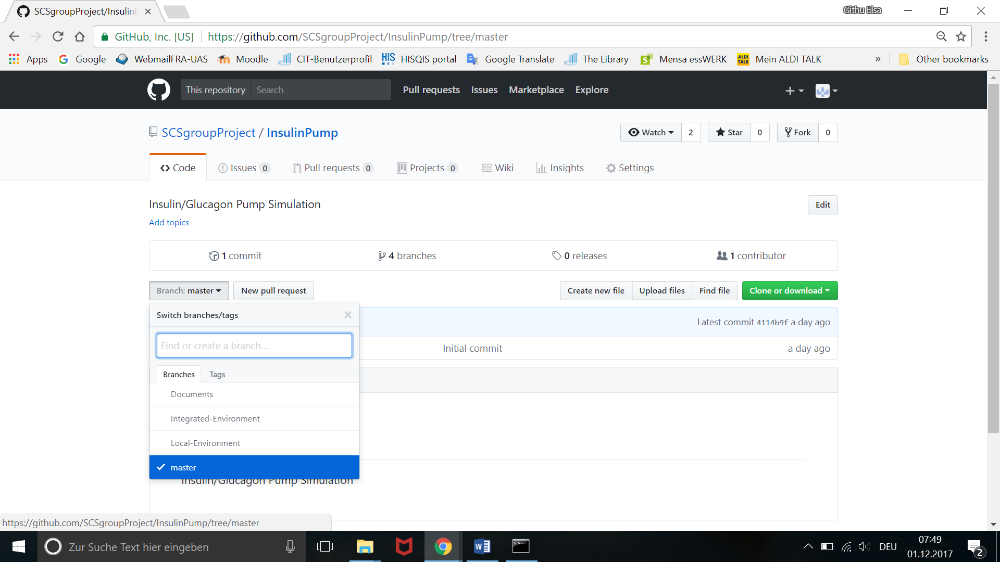 SCSgroupProject/InsulinP
Githu Elsa
GitHub, Inc. [US] https://github.com/SCSgroupProject/InsulinPump/tree/master
Apps Google WebmailFRA-UAS Moodle CIT-Benutzerprofil HIS HISQIS portal Google Translate The Library Mensa essWERK ALDI TALK Mein ALDI TALK » Other bookmarks
This repository Search Pull requests Issues Marketplace Explore
SCSgroupProject / InsulinPump
Watch 2 Star 0 Fork 0
Code Issues 0 Pull requests 0 Projects 0 Wiki Insights Settings
Insulin/Glucagon Pump Simulation
Edit
Add topics
1 commit 4 branches 0 releases 1 contributor
Branch: master New pull request Create new file Upload files Find file Clone or download
Switch branches/tags
Latest commit 4114b9f a day ago
Find or create a branch...
Initial commit a day ago
Branches Tags
Documents
Integrated-Environment
Local-Environment
master
Insulin/Glucagon Pump Simulation
https://github.com/SCSgroupProject/InsulinPump/tree/master
Zur Suche Text hier eingeben
DEU
07:49
01.12.2017
2